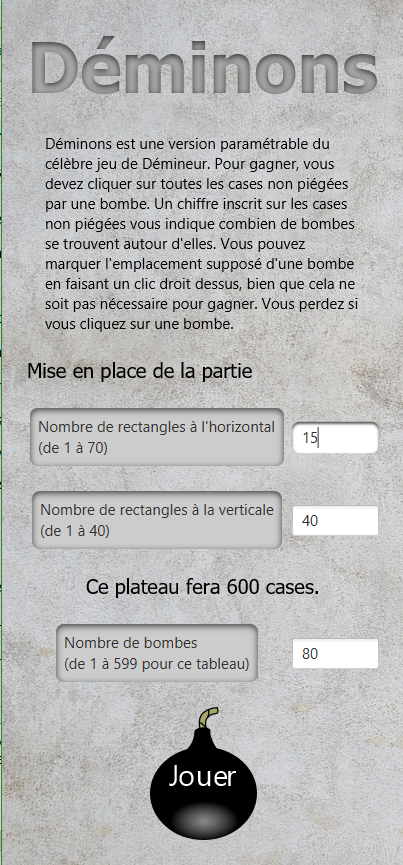 Déminons
Déminons est une version paramétrable du
célèbre jeu de Démineur. Pour gagner, vous
devez cliquer sur toutes les cases non piégées
par une bombe. Un chiffre inscrit sur les cases
non piégées vous indique combien de bombes
se trouvent autour d'elles. Vous pouvez
marquer l'emplacement supposé d'une bombe
en faisant un clic droit dessus, bien que cela ne
soit pas nécessaire pour gagner. Vous perdez si
vous cliquez sur une bombe.
Mise en place de la partie
Nombre de rectangles à l'horizontal
(de 1 à 70)
15
Nombre de rectangles à la verticale
(de 1 à 40)
40
Ce plateau fera 600 cases.
Nombre de bombes
(de 1 à 599 pour ce tableau)
80
Jouer